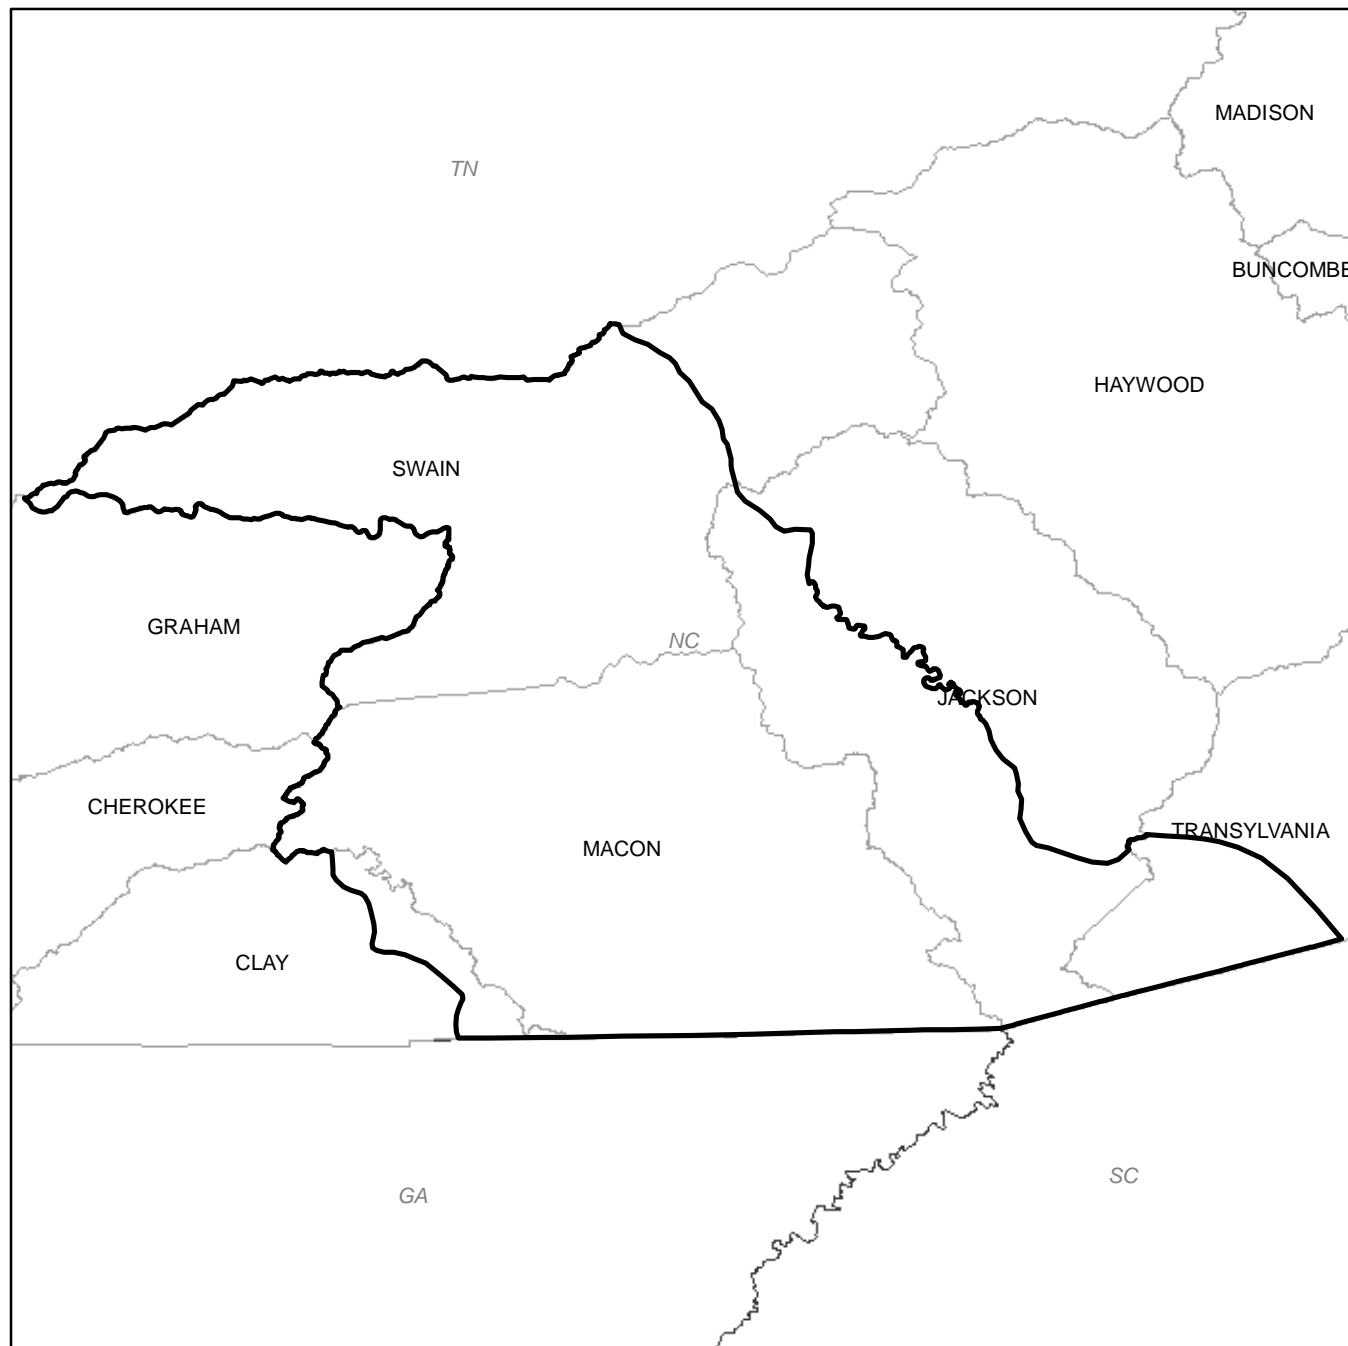 MADISON
TN
BUNCOMBE
HAYWOOD
SWAIN
GRAHAM
NC
JACKSON
CHEROKEE
TRANSYLVANIA
MACON
CLAY
SC
GA